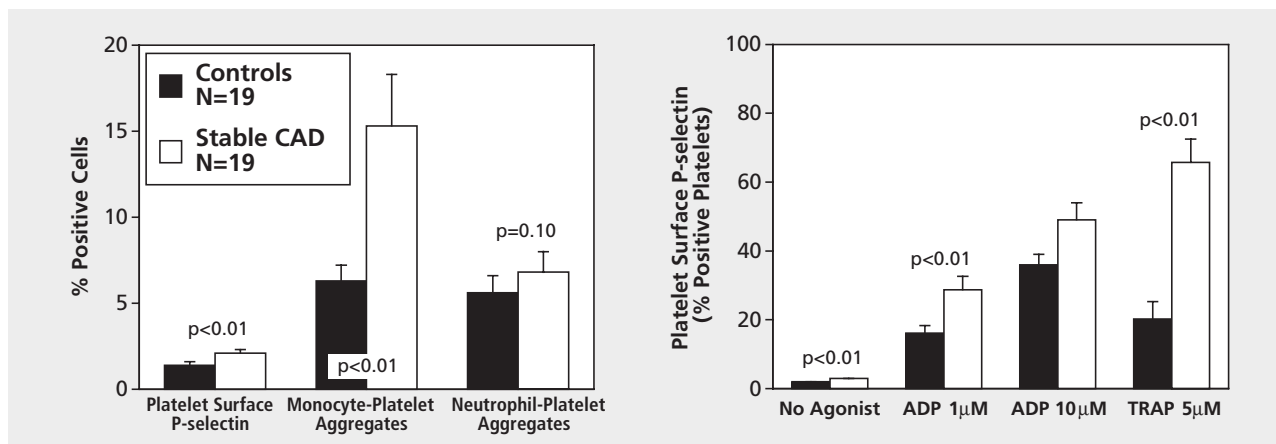 20
15
10
5
0
% Positive Cells
Controls
N=19
Stable CAD
N=19
p<0.01
p<0.01
p=0.10
Platelet Surface
P-selectin
Monocyte-Platelet
Aggregates
Neutrophil-Platelet
Aggregates
100
80
60
40
20
0
Platelet Surface P-selectin
(% Positive Platelets)
p<0.01
p<0.01
p<0.01
No Agonist
ADP 1μM
ADP 10μM
TRAP 5μM